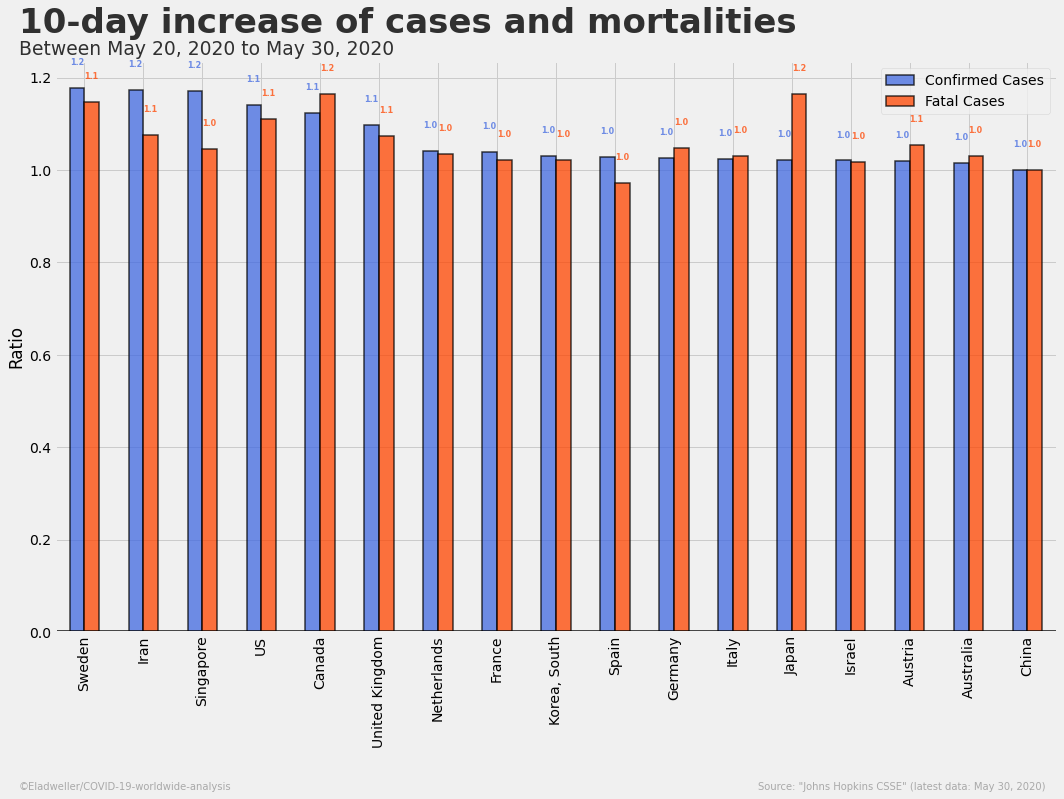 10-day increase of cases and mortalities
Between May 20, 2020 to May 30, 2020
Confirmed Cases
Fatal Cases
1.2 1.1 1.2 1.1 1.2 1.0 1.1 1.1 1.1 1.2 1.1 1.1 1.0 1.0 1.0 1.0 1.0 1.0 1.0 1.0 1.0 1.0 1.0 1.0 1.0 1.2 1.0 1.0 1.0 1.1 1.0 1.0 1.0 1.0
1.2
1.0
0.8
0.6
0.4
0.2
0.0
Ratio
Sweden
Iran
Singapore
US
Canada
United Kingdom
Netherlands
France
Korea, South
Spain
Germany
Italy
Japan
Israel
Austria
Australia
China
©Eladweller/COVID-19-worldwide-analysis
Source: "Johns Hopkins CSSE" (latest data: May 30, 2020)